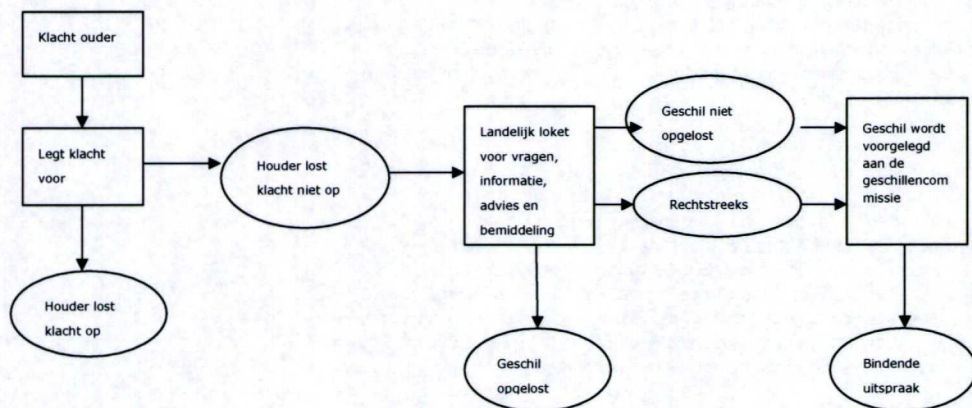 Klacht ouder
Legt klacht
voor
Houder lost
klacht op
Houder lost
klacht niet op
Landelijk loket
voor vragen,
informatie,
advies en
bemiddeling
Geschil
opgelost
Geschil niet
opgelost
Rechtstreeks
Geschil wordt
voorgelegd
aan de
geschillencom
missie
Bindende
uitspraak